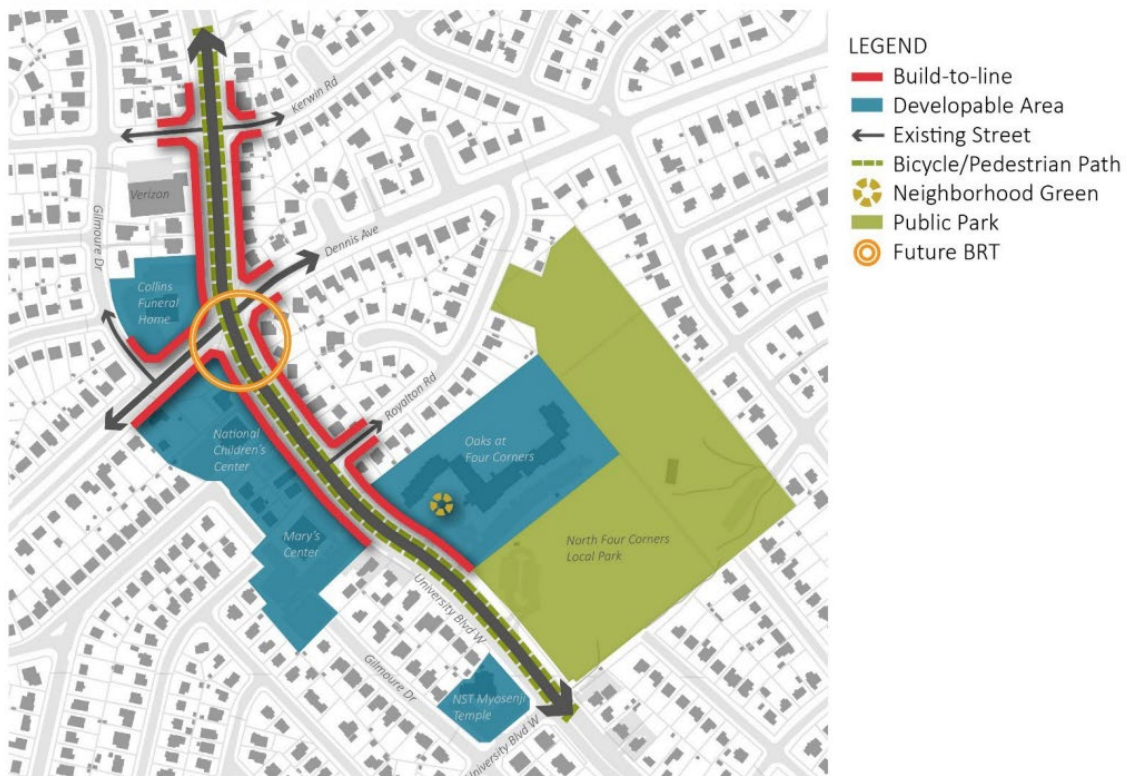 LEGEND
Build-to-line
Developable Area
Existing Street
Bicycle/Pedestrian Path
Neighborhood Green
Public Park
Future BRT
Kerwin Rd
Verizon
Gilmoure Dr
Dennis Ave
Collins
Funeral
Home
Royalton Rd
National
Children's
Center
Oaks at
Four Corners
Mary's
Center
North Four Corners
Local Park
University Blvd W
Gilmoure Dr
NST Myosenji
Temple
University Blvd W